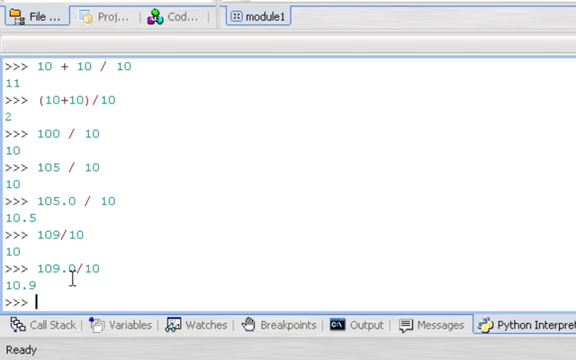 File ... Proj... Cod... module1
>>> 10 + 10 / 10
11
>>> (10+10)/10
2
>>> 100 / 10
10
>>> 105 / 10
10
>>> 105.0 / 10
10.5
>>> 109/10
10
>>> 109.0/10
10.9
>>>
Call Stack Variables Watches Breakpoints Output Messages Python Interpret
Ready